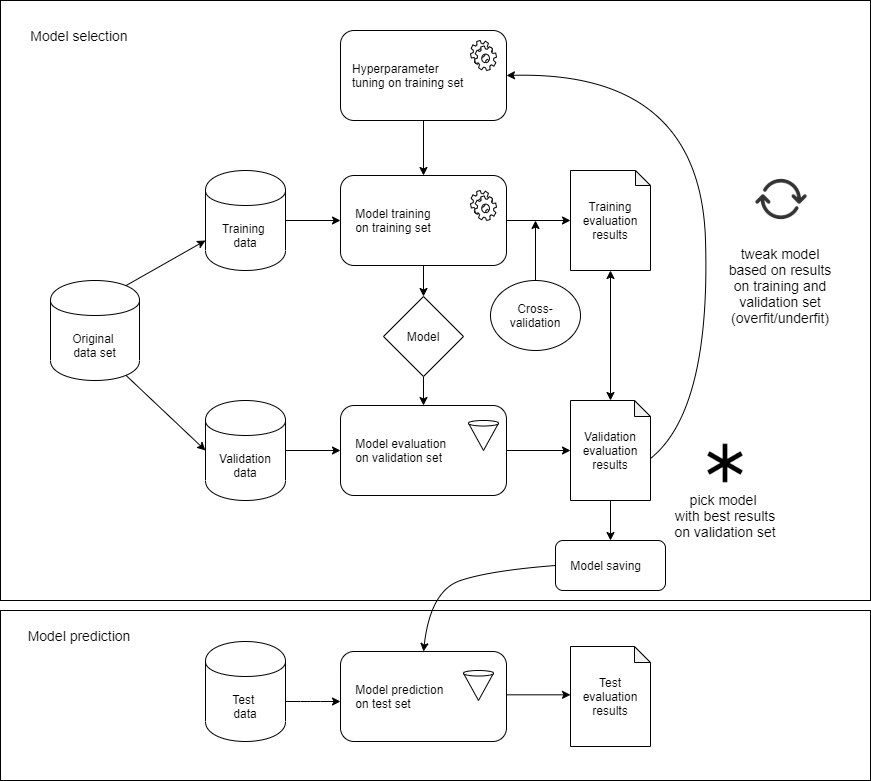 Model selection
Hyperparameter
tuning on training set
Training
data
Model training
on training set
Training
evaluation
results
tweak model
based on results
on training and
validation set
(overfit/underfit)
Original
data set
Model
Cross-
validation
Validation
data
Model evaluation
on validation set
Validation
evaluation
results
pick model
with best results
on validation set
Model saving
Model prediction
Test
data
Model prediction
on test set
Test
evaluation
results